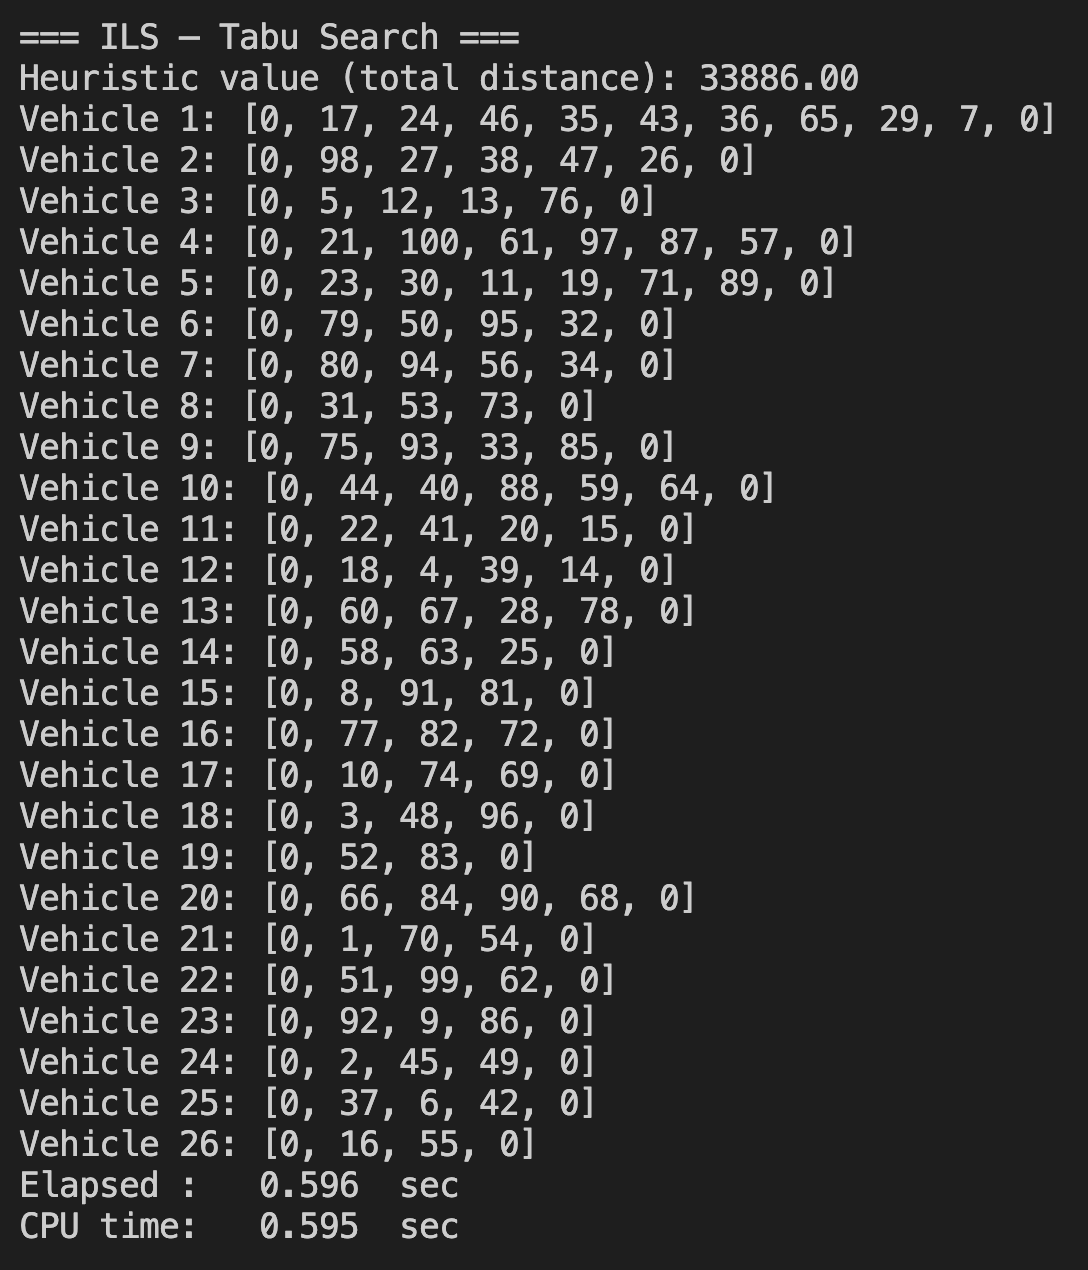 === ILS – Tabu Search ===
Heuristic value (total distance): 33886.00
Vehicle 1: [0, 17, 24, 46, 35, 43, 36, 65, 29, 7, 0]
Vehicle 2: [0, 98, 27, 38, 47, 26, 0]
Vehicle 3: [0, 5, 12, 13, 76, 0]
Vehicle 4: [0, 21, 100, 61, 97, 87, 57, 0]
Vehicle 5: [0, 23, 30, 11, 19, 71, 89, 0]
Vehicle 6: [0, 79, 50, 95, 32, 0]
Vehicle 7: [0, 80, 94, 56, 34, 0]
Vehicle 8: [0, 31, 53, 73, 0]
Vehicle 9: [0, 75, 93, 33, 85, 0]
Vehicle 10: [0, 44, 40, 88, 59, 64, 0]
Vehicle 11: [0, 22, 41, 20, 15, 0]
Vehicle 12: [0, 18, 4, 39, 14, 0]
Vehicle 13: [0, 60, 67, 28, 78, 0]
Vehicle 14: [0, 58, 63, 25, 0]
Vehicle 15: [0, 8, 91, 81, 0]
Vehicle 16: [0, 77, 82, 72, 0]
Vehicle 17: [0, 10, 74, 69, 0]
Vehicle 18: [0, 3, 48, 96, 0]
Vehicle 19: [0, 52, 83, 0]
Vehicle 20: [0, 66, 84, 90, 68, 0]
Vehicle 21: [0, 1, 70, 54, 0]
Vehicle 22: [0, 51, 99, 62, 0]
Vehicle 23: [0, 92, 9, 86, 0]
Vehicle 24: [0, 2, 45, 49, 0]
Vehicle 25: [0, 37, 6, 42, 0]
Vehicle 26: [0, 16, 55, 0]
Elapsed :   0.596  sec
CPU time:   0.595  sec